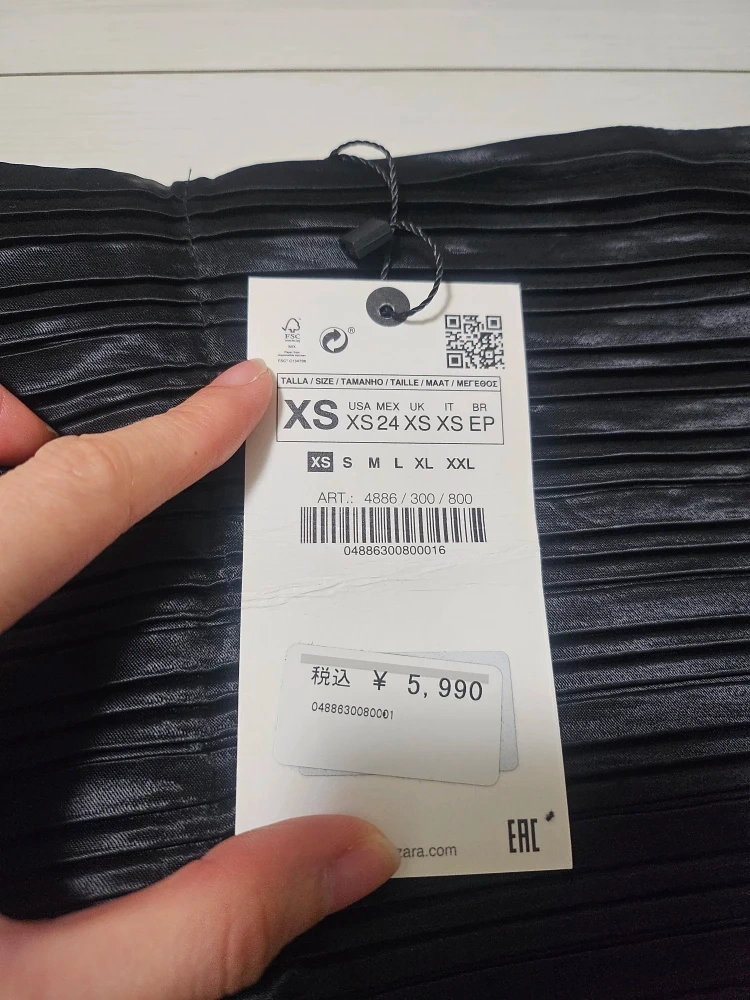 FSC
®
TALLA / SIZE / TAMANHO / TAILLE / MAAT / ΜΕΓΕΘΟΣ
XS
USA MEX UK IT BR
XS 24 XS XS EP
XS S M L XL XXL
ART.: 4886 / 300 / 800
04886300800016
税込 ¥ 5,990
0488630080001
zara.com
EAC